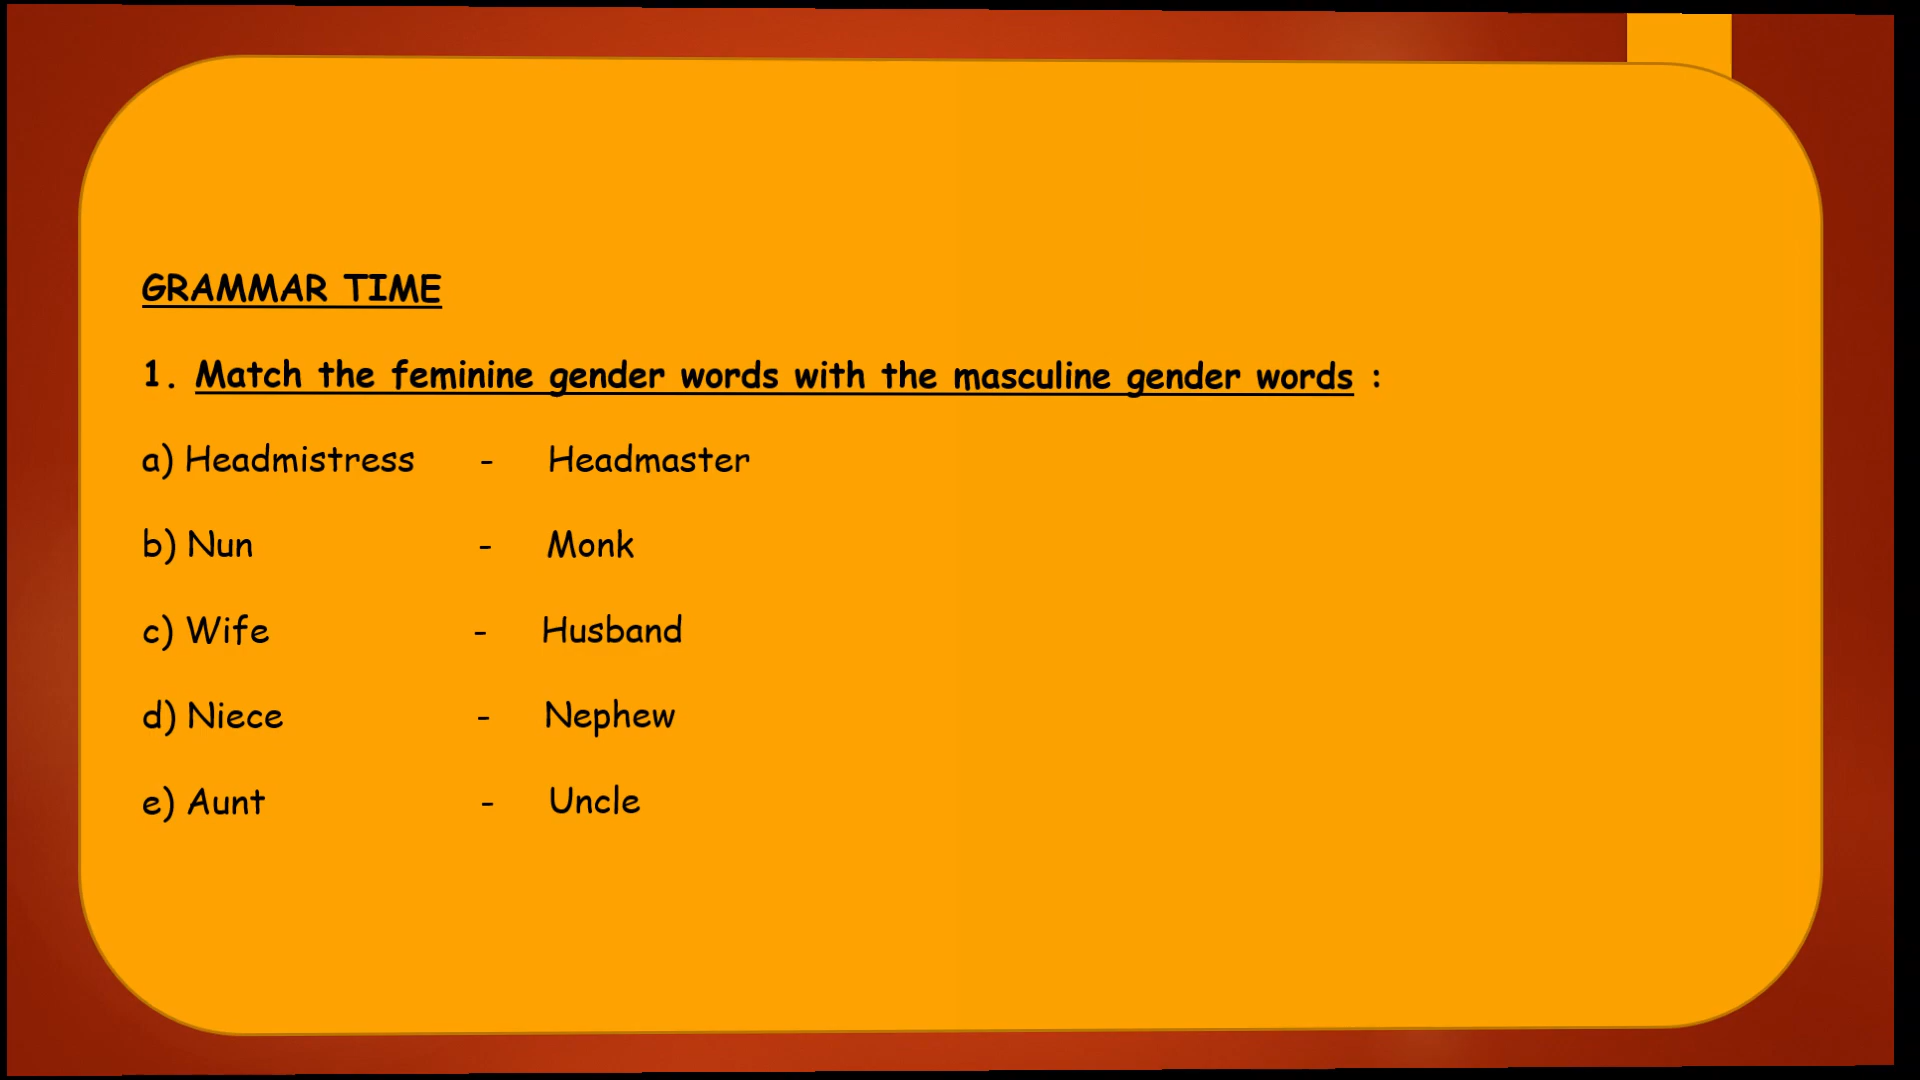 GRAMMAR TIME
1. Match the feminine gender words with the masculine gender words :
a) Headmistress - Headmaster
b) Nun - Monk
c) Wife - Husband
d) Niece - Nephew
e) Aunt - Uncle